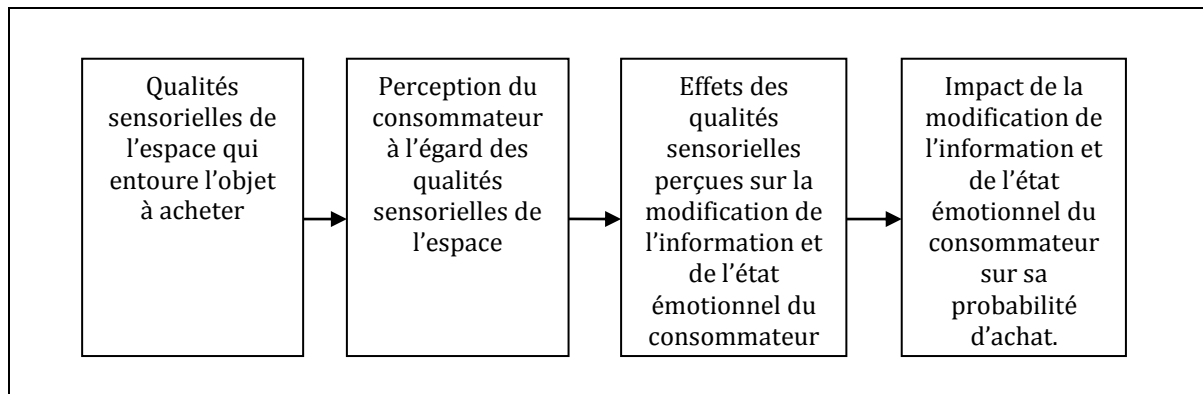 Qualités
sensorielles de
l’espace qui
entoure l’objet
à acheter
Perception du
consommateur
à l’égard des
qualités
sensorielles de
l’espace
Effets des
qualités
sensorielles
perçues sur la
modification de
l’information et
de l’état
émotionnel du
consommateur
Impact de la
modification de
l’information et
de l’état
émotionnel du
consommateur
sur sa
probabilité
d’achat.